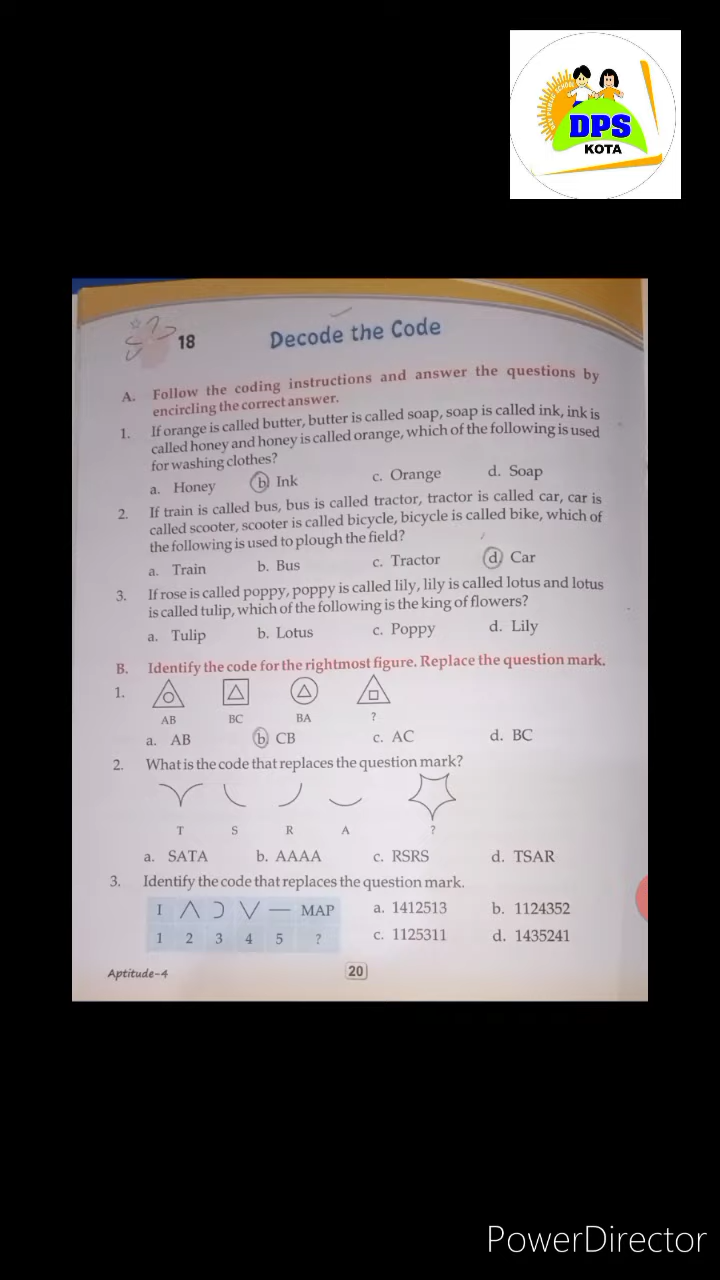 DPS
KOTA
18 Decode the Code
A. Follow the coding instructions and answer the questions by
encircling the correct answer.
1. If orange is called butter, butter is called soap, soap is called ink, ink is
called honey and honey is called orange, which of the following is used
for washing clothes?
a. Honey b. Ink c. Orange d. Soap
2. If train is called bus, bus is called tractor, tractor is called car, car is
called scooter, scooter is called bicycle, bicycle is called bike, which of
the following is used to plough the field?
a. Train b. Bus c. Tractor d. Car
3. If rose is called poppy, poppy is called lily, lily is called lotus and lotus
is called tulip, which of the following is the king of flowers?
a. Tulip b. Lotus c. Poppy d. Lily
B. Identify the code for the rightmost figure. Replace the question mark.
1.
AB BC BA ?
a. AB b. CB c. AC d. BC
2. What is the code that replaces the question mark?
T S R A ?
a. SATA b. AAAA c. RSRS d. TSAR
3. Identify the code that replaces the question mark.
I MAP a. 1412513 b. 1124352
1 2 3 4 5 ? c. 1125311 d. 1435241
Aptitude-4 20
PowerDirector